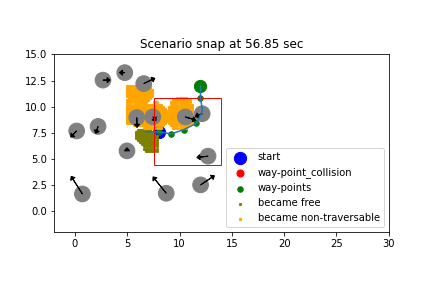 Scenario snap at 56.85 sec
15.0
12.5
10.0
7.5
5.0
2.5
0.0
0
5
10
15
20
25
30
start
way-point_collision
way-points
became free
became non-traversable